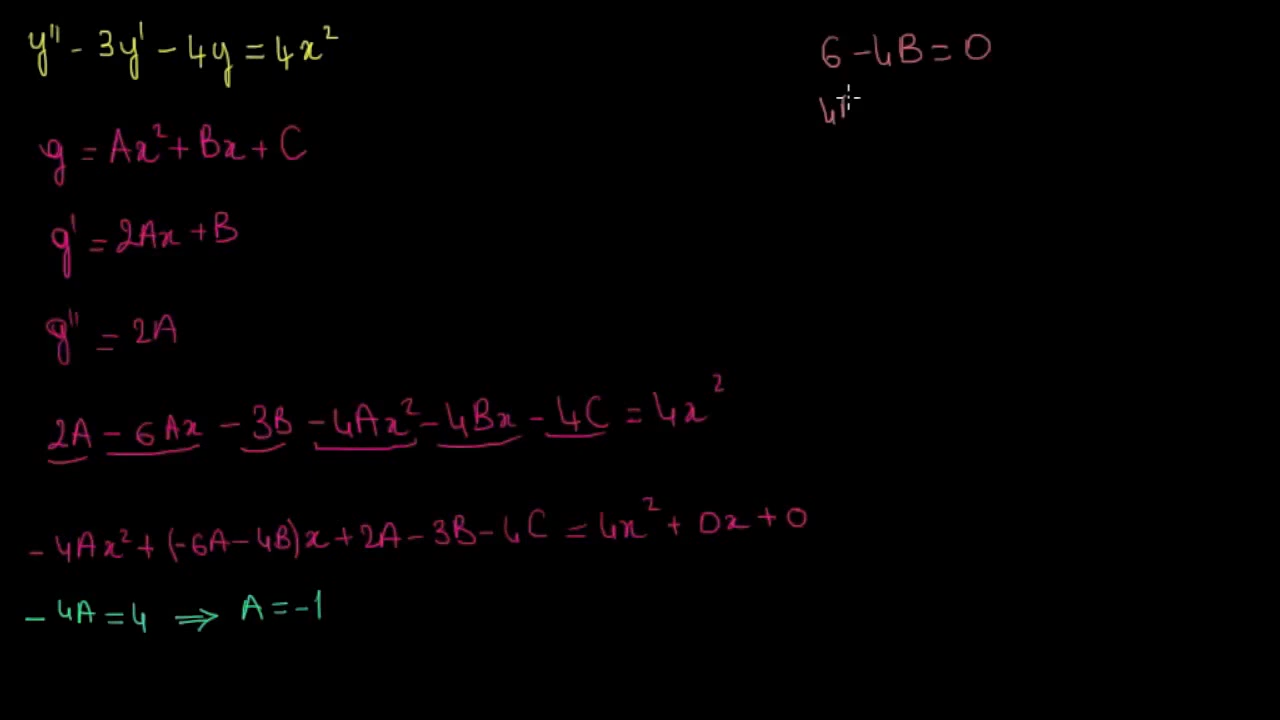 y'' - 3y' - 4y = 4x²
y = Ax² + Bx + C
y' = 2Ax + B
y'' = 2A
2A - 6Ax - 3B - 4Ax² - 4Bx - 4C = 4x²
- 4Ax² + (-6A - 4B)x + 2A - 3B - 4C = 4x² + 0x + 0
- 4A = 4 ⇒ A = -1
6 - 4B = 0
4